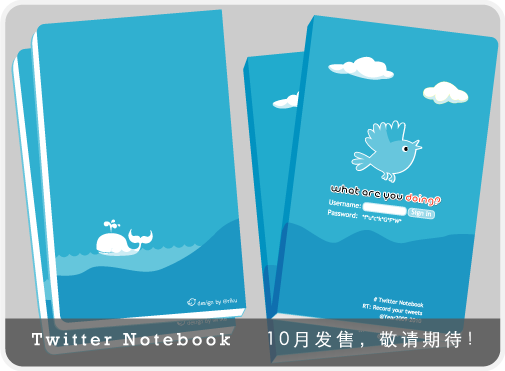 what are you doing?
Username:
Sign In
Password: *f*u*c*k*G*F*W*
# Twitter Notebook
RT: Record your tweets
design by @riku
Twitter Notebook 10月发售，敬请期待！